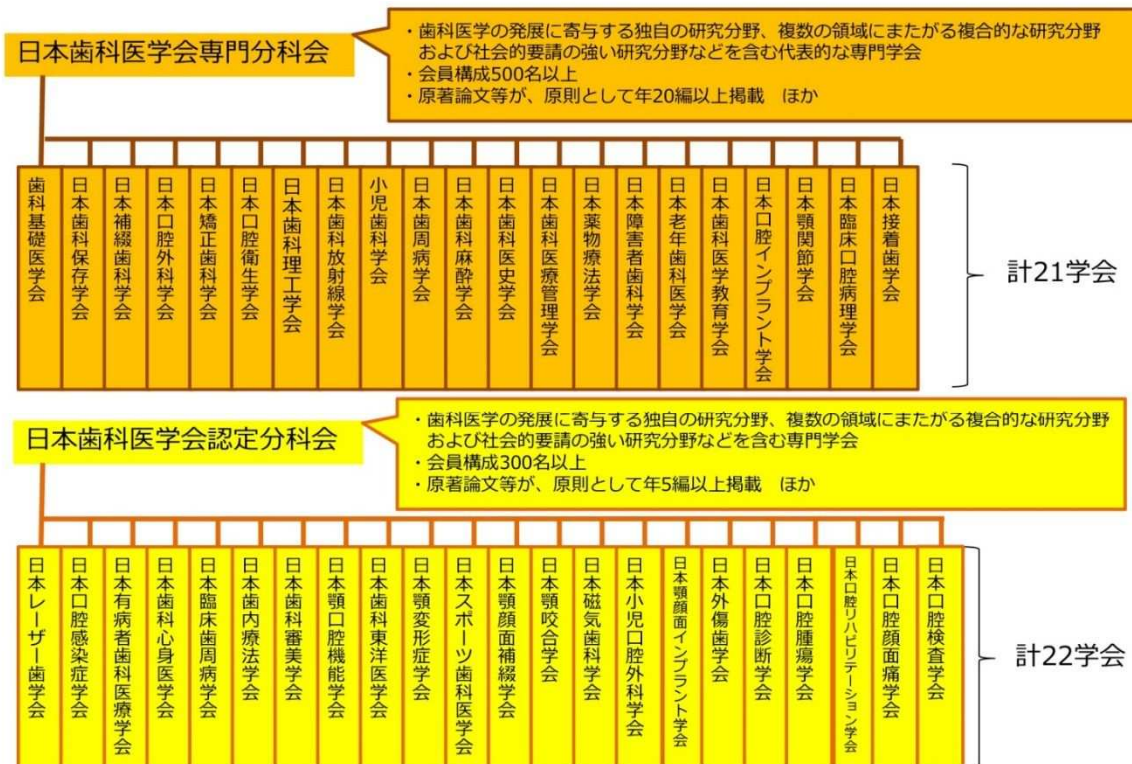 日本歯科医学会専門分科会
・歯科医学の発展に寄与する独自の研究分野、複数の領域にまたがる複合的な研究分野
および社会的要請の強い研究分野などを含む代表的な専門学会
・会員構成500名以上
・原著論文等が、原則として年20編以上掲載　ほか
歯科基礎医学会
日本歯科保存学会
日本補綴歯科学会
日本口腔外科学会
日本矯正歯科学会
日本口腔衛生学会
日本歯科理工学会
日本歯科放射線学会
小児歯科学会
日本歯周病学会
日本歯科麻酔学会
日本歯科医史学会
日本歯科医療管理学会
日本薬物療法学会
日本障害者歯科学会
日本老年歯科医学会
日本歯科医学教育学会
日本口腔インプラント学会
日本顎関節学会
日本臨床口腔病理学会
日本接着歯学会
計21学会
日本歯科医学会認定分科会
・歯科医学の発展に寄与する独自の研究分野、複数の領域にまたがる複合的な研究分野
および社会的要請の強い研究分野などを含む専門学会
・会員構成300名以上
・原著論文等が、原則として年5編以上掲載　ほか
日本レーザー歯学会
日本口腔感染症学会
日本有病者歯科医療学会
日本歯科心身医学会
日本臨床歯周病学会
日本歯内療法学会
日本歯科審美学会
日本顎口腔機能学会
日本歯科東洋医学会
日本顎変形症学会
日本スポーツ歯科医学会
日本顎顔面補綴学会
日本顎咬合学会
日本磁気歯科学会
日本小児口腔外科学会
日本顎顔面インプラント学会
日本外傷歯学会
日本口腔診断学会
日本口腔腫瘍学会
日本口腔リハビリテーション学会
日本口腔顔面痛学会
日本口腔検査学会
計22学会